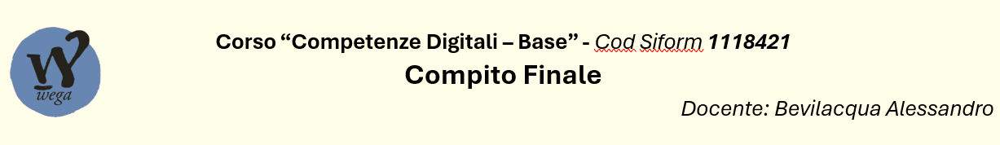 Corso “Competenze Digitali – Base” - Cod Siform 1118421
Compito Finale
Docente: Bevilacqua Alessandro
W
wega